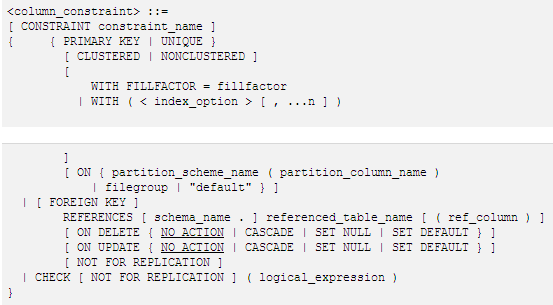 <column_constraint> ::=
[ CONSTRAINT constraint_name ]
{     { PRIMARY KEY | UNIQUE }
        [ CLUSTERED | NONCLUSTERED ]
        [
            WITH FILLFACTOR = fillfactor
          | WITH ( < index_option > [ , ...n ] )
        ]
        [ ON { partition_scheme_name ( partition_column_name )
            | filegroup | "default" } ]
  | [ FOREIGN KEY ]
        REFERENCES [ schema_name . ] referenced_table_name [ ( ref_column ) ]
        [ ON DELETE { NO ACTION | CASCADE | SET NULL | SET DEFAULT } ]
        [ ON UPDATE { NO ACTION | CASCADE | SET NULL | SET DEFAULT } ]
        [ NOT FOR REPLICATION ]
  | CHECK [ NOT FOR REPLICATION ] ( logical_expression )
}